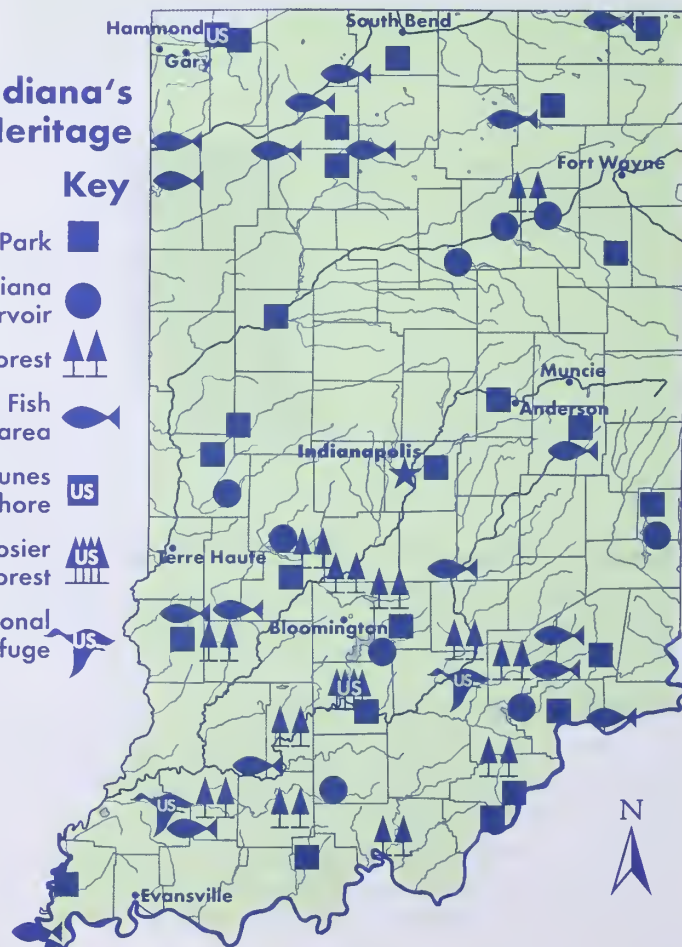 diana's
Heritage
Key
Park
iana
rvoir
orest
Fish
area
unes
hore
US
osier
orest
US
onal
fuge
US
Hammond
US
South Bend
Gary
Fort Wayne
Muncie
Anderson
Indianapolis
Terre Haute
Bloomington
US
US
US
Evansville
N